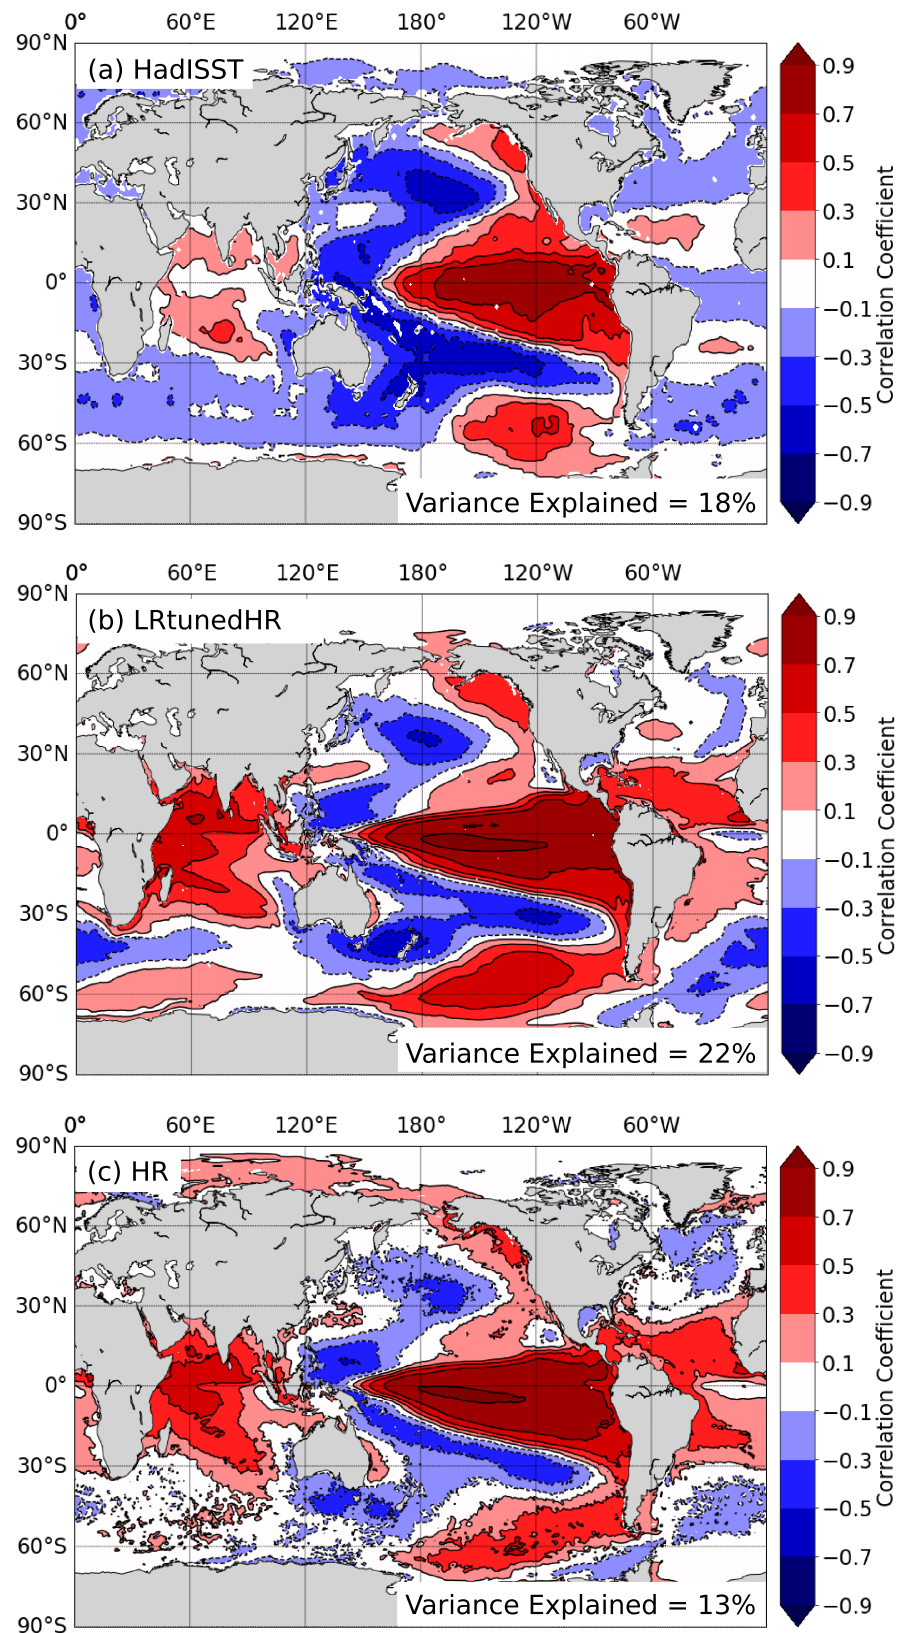 0° 60°E 120°E 180° 120°W 60°W
90°N
(a) HadISST
60°N
30°N
0°
30°S
60°S
90°S
Variance Explained = 18%
0.9
0.7
0.5
0.3
0.1
−0.1
−0.3
−0.5
−0.7
−0.9
Correlation Coefficient
0° 60°E 120°E 180° 120°W 60°W
90°N
(b) LRtunedHR
60°N
30°N
0°
30°S
60°S
90°S
Variance Explained = 22%
0.9
0.7
0.5
0.3
0.1
−0.1
−0.3
−0.5
−0.7
−0.9
Correlation Coefficient
0° 60°E 120°E 180° 120°W 60°W
90°N
(c) HR
60°N
30°N
0°
30°S
60°S
90°S
Variance Explained = 13%
0.9
0.7
0.5
0.3
0.1
−0.1
−0.3
−0.5
−0.7
−0.9
Correlation Coefficient